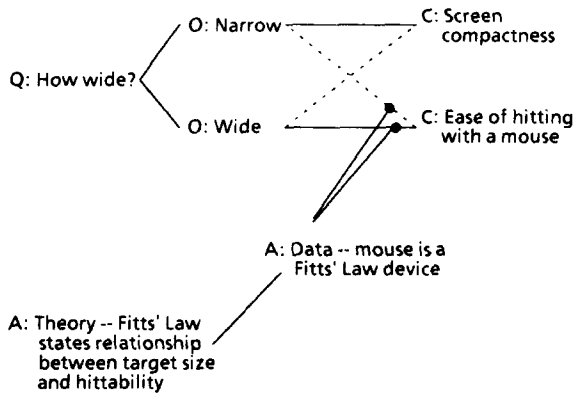 O: Narrow
C: Screen
compactness
Q: How wide?
O: Wide
C: Ease of hitting
with a mouse
A: Data -- mouse is a
Fitts' Law device
A: Theory -- Fitts' Law
states relationship
between target size
and hittability